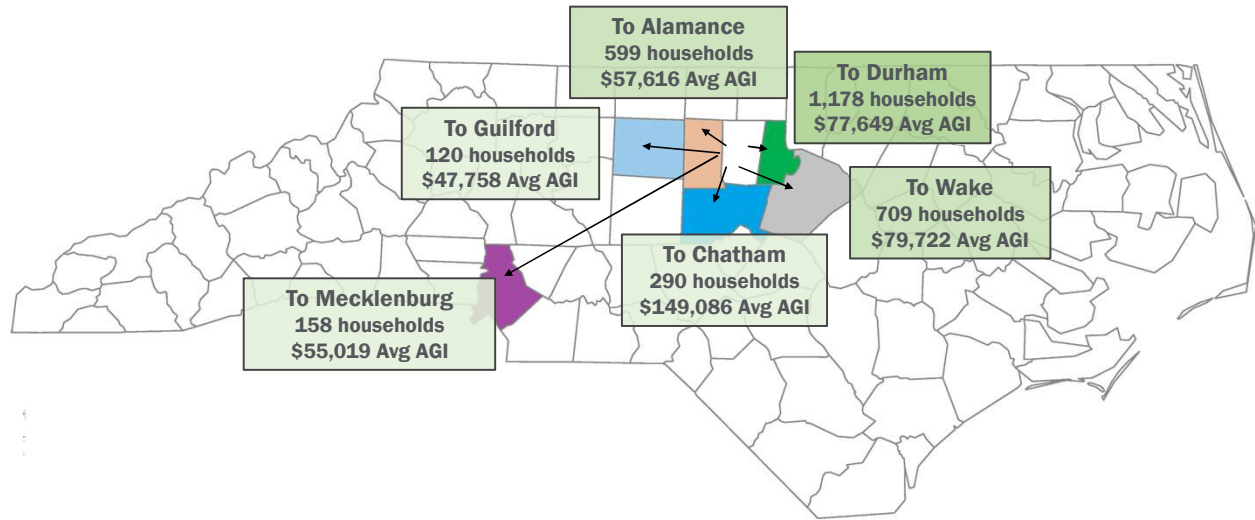 To Alamance
599 households
$57,616 Avg AGI
To Durham
1,178 households
$77,649 Avg AGI
To Guilford
120 households
$47,758 Avg AGI
To Wake
709 households
$79,722 Avg AGI
To Chatham
290 households
$149,086 Avg AGI
To Mecklenburg
158 households
$55,019 Avg AGI